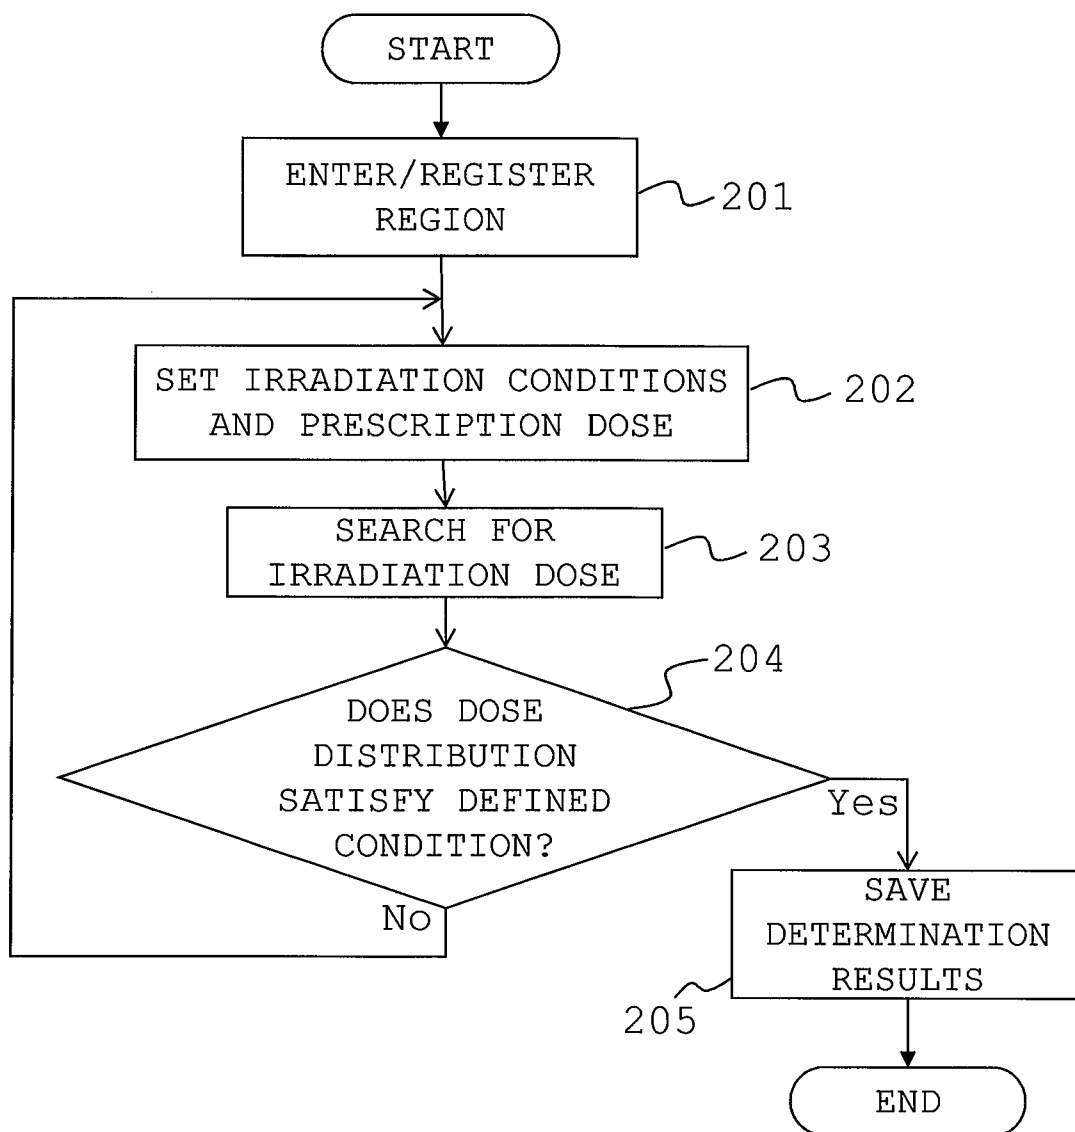 START
ENTER/REGISTER
REGION
201
SET IRRADIATION CONDITIONS
AND PRESCRIPTION DOSE
202
SEARCH FOR
IRRADIATION DOSE
203
204
DOES DOSE
DISTRIBUTION
SATISFY DEFINED
CONDITION?
Yes
No
SAVE
DETERMINATION
RESULTS
205
END